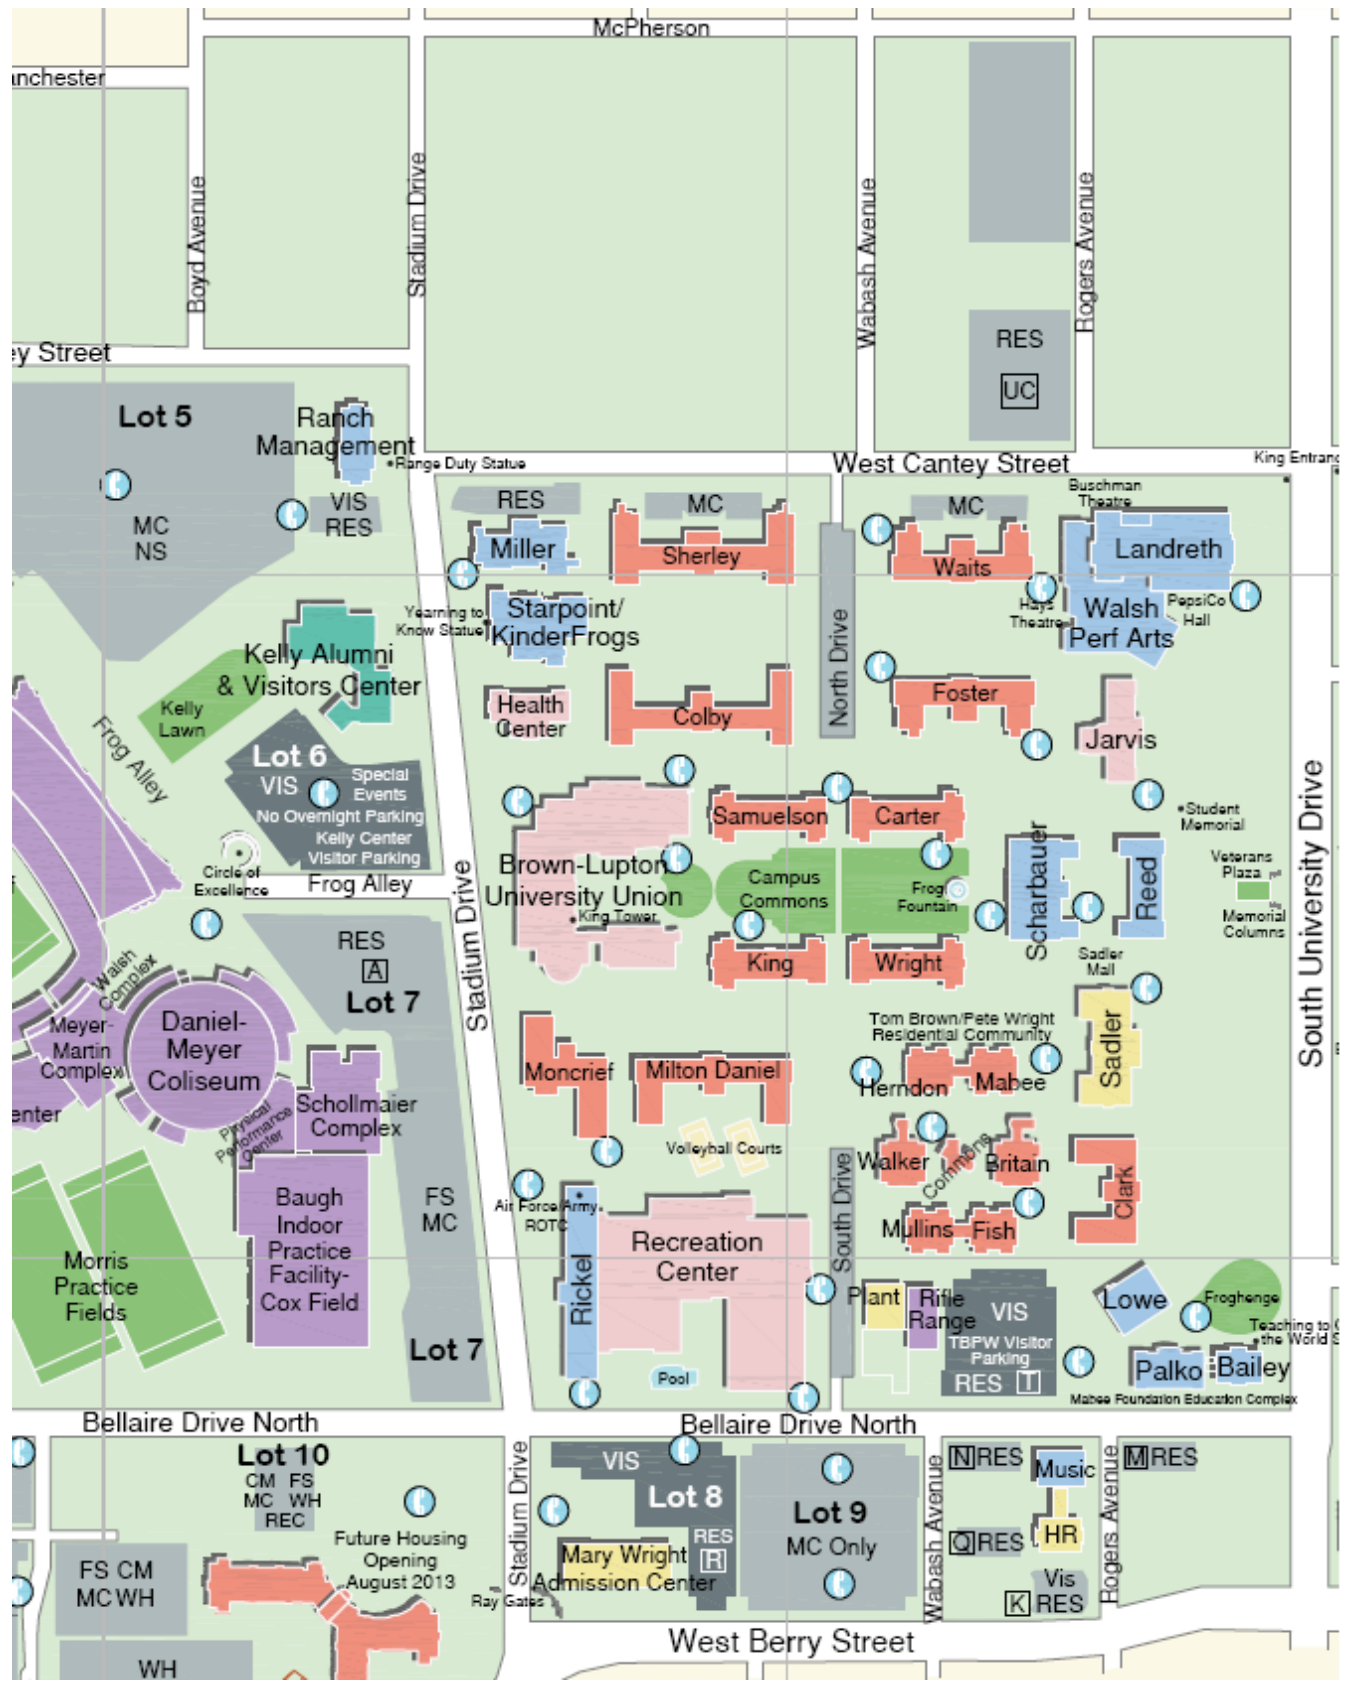 McPherson
anchester
Boyd Avenue
Stadium Drive
Wabash Avenue
Rogers Avenue
ey Street
RES
UC
Lot 5
MC
NS
Ranch
Management
Range Duty Statue
VIS
RES
West Cantey Street
King Entranc
RES
MC
MC
Buschman
Theatre
Miller
Sherley
Waits
Landreth
Hays
Theatre
Walsh
Perf Arts
PepsiCo
Hall
Yearning to
Know Statue
Starpoint/
KinderFrogs
North Drive
Kelly Alumni
& Visitors Center
Kelly
Lawn
Health
Center
Colby
Foster
Jarvis
Frog Alley
Lot 6
VIS
Special
Events
No Overnight Parking
Kelly Center
Visitor Parking
Samuelson
Carter
Student
Memorial
South University Drive
Circle of
Excellence
Frog Alley
Stadium Drive
Brown-Lupton
University Union
King Tower
Campus
Commons
Frog
Fountain
Scharbauer
Reed
Veterans
Plaza
Memorial
Columns
RES
A
Lot 7
King
Wright
Sadler
Mall
Walsh
Complex
Meyer-
Martin
Complex
Daniel-
Meyer
Coliseum
Tom Brown/Pete Wright
Residential Community
Sadler
Moncrief
Milton Daniel
Herndon
Mabee
enter
Physical
Performance
Center
Schollmaier
Complex
Volleyball Courts
Walker
Commons
Britain
Clark
South Drive
Baugh
Indoor
Practice
Facility-
Cox Field
FS
MC
Air Force/Army
ROTC
Mullins
Fish
Morris
Practice
Fields
Rickel
Recreation
Center
Plant
Rifle
Range
VIS
TBPW Visitor
Parking
RES T
Lowe
Froghenge
Teaching to C
the World S
Lot 7
Pool
Palko
Bailey
Mabee Foundation Education Complex
Bellaire Drive North
Bellaire Drive North
Lot 10
CM FS
MC WH
REC
Stadium Drive
VIS
Lot 8
RES
R
Lot 9
MC Only
Wabash Avenue
N RES
Music
M RES
Q RES
HR
Rogers Avenue
Vis
K RES
Future Housing
Opening
August 2013
Mary Wright
Admission Center
Ray Gates
FS CM
MC WH
West Berry Street
WH